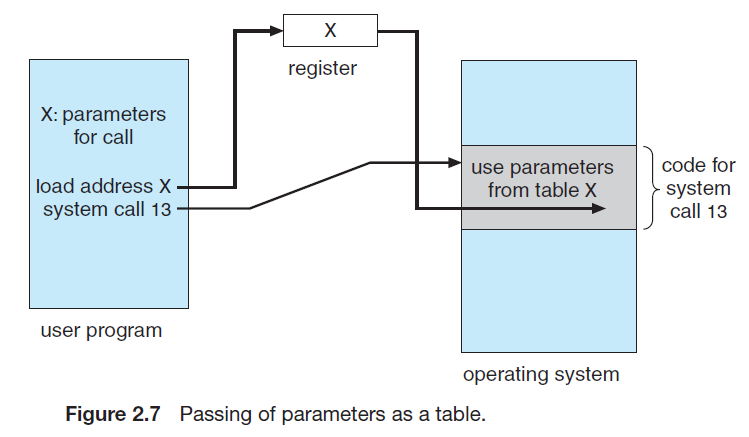 X
register
X: parameters
for call
load address X
system call 13
user program
use parameters
from table X
code for
system
call 13
operating system
Figure 2.7 Passing of parameters as a table.